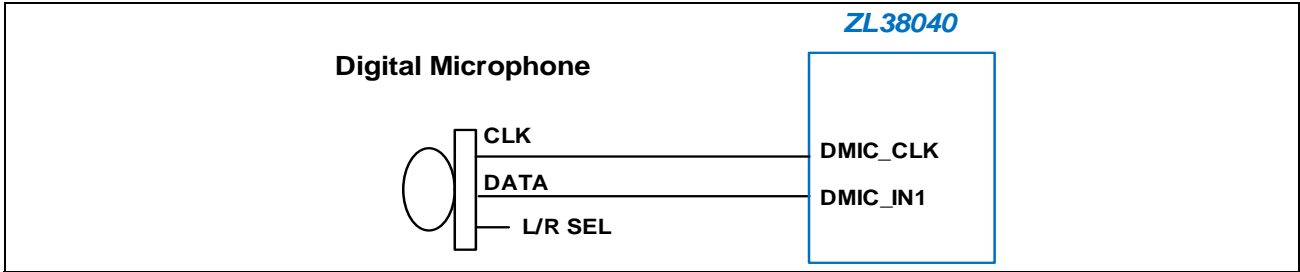 ZL38040
Digital Microphone
CLK
DMIC_CLK
DATA
DMIC_IN1
L/R SEL